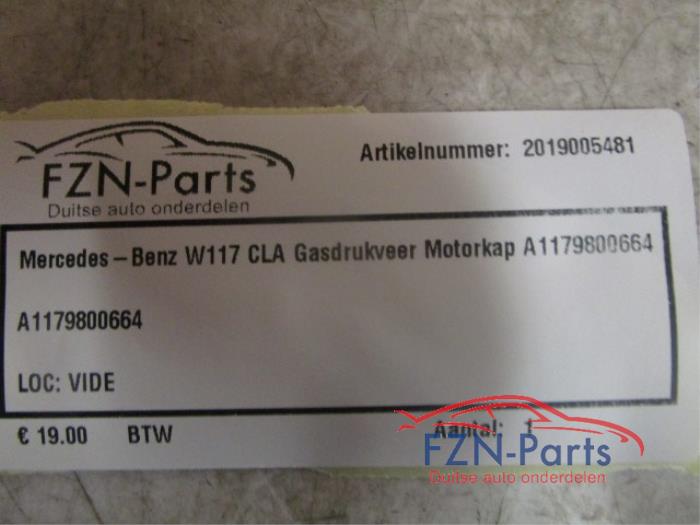 Artikelnummer: 2019005481
FZN-Parts
Duitse auto onderdelen
Mercedes-Benz W117 CLA Gasdrukveer Motorkap A1179800664
A1179800664
LOC: VIDE
€ 19.00 BTW Aantal: 1
FZN-Parts
Duitse auto onderdelen